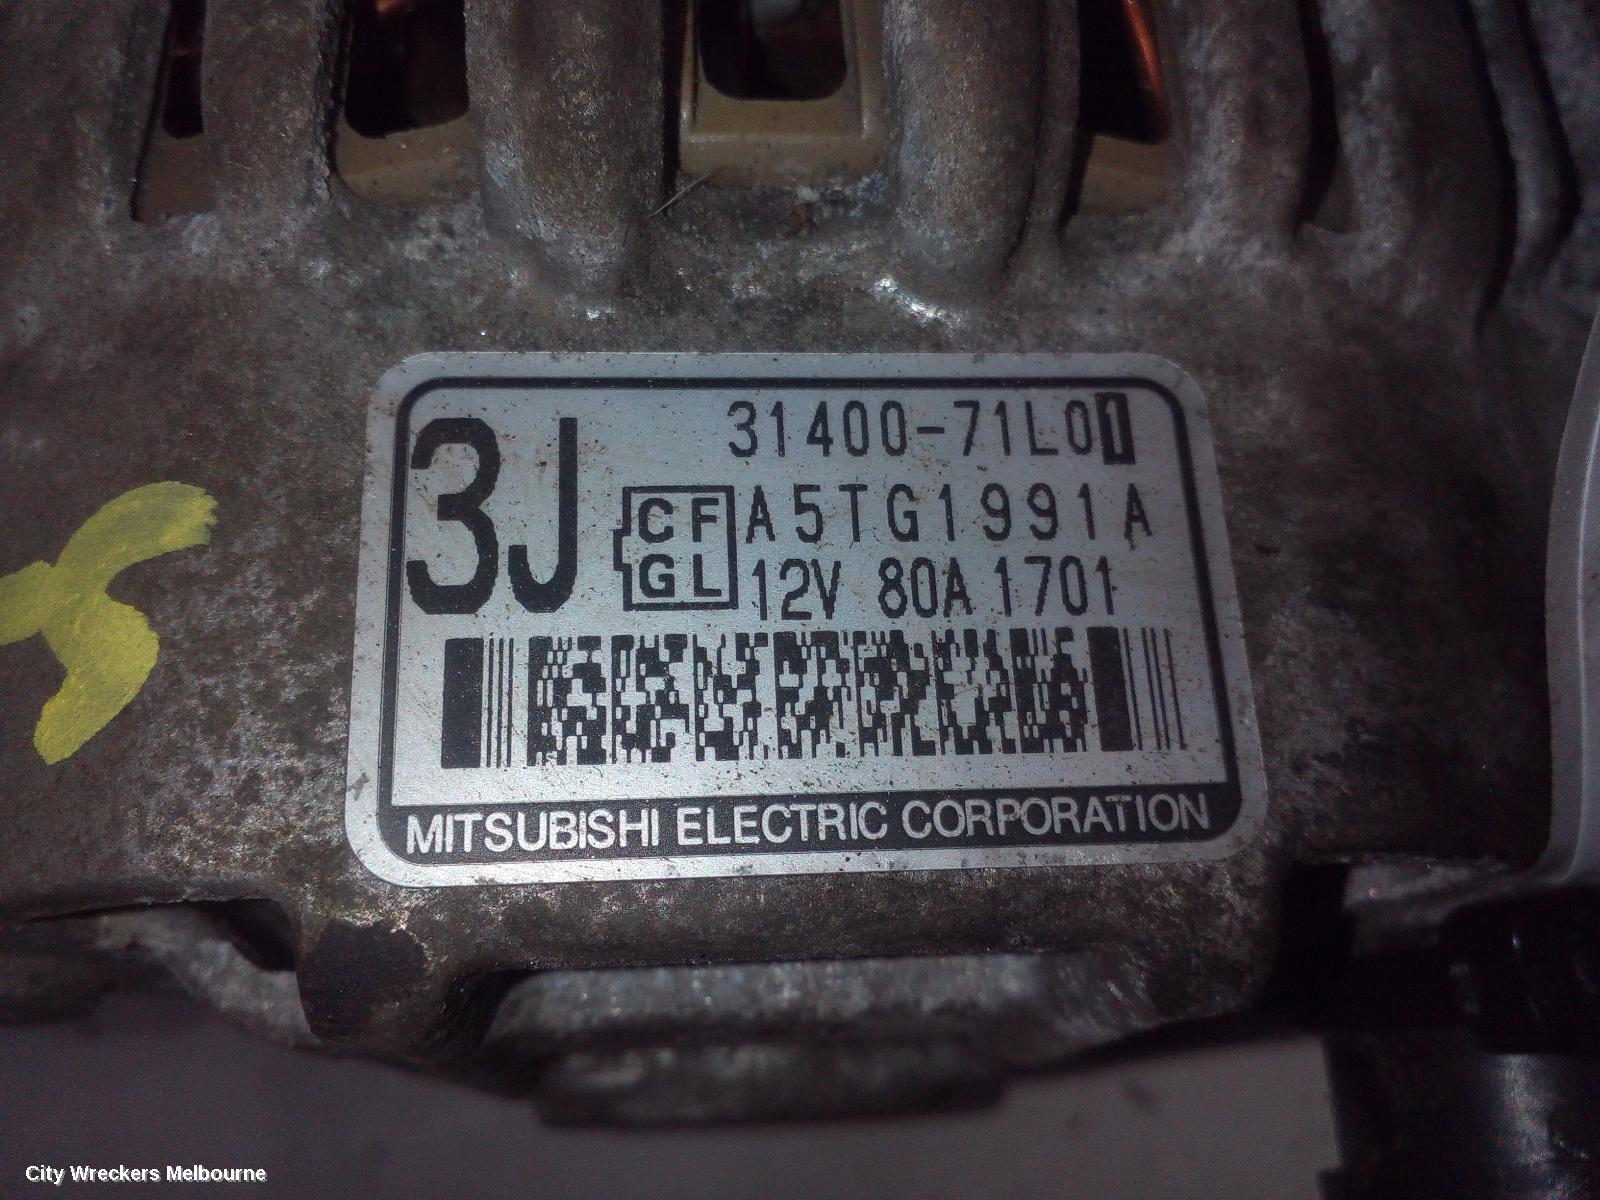 3J
31400-71L01
CF
GL
A5TG1991A
12V 80A 1701
MITSUBISHI ELECTRIC CORPORATION
City Wreckers Melbourne